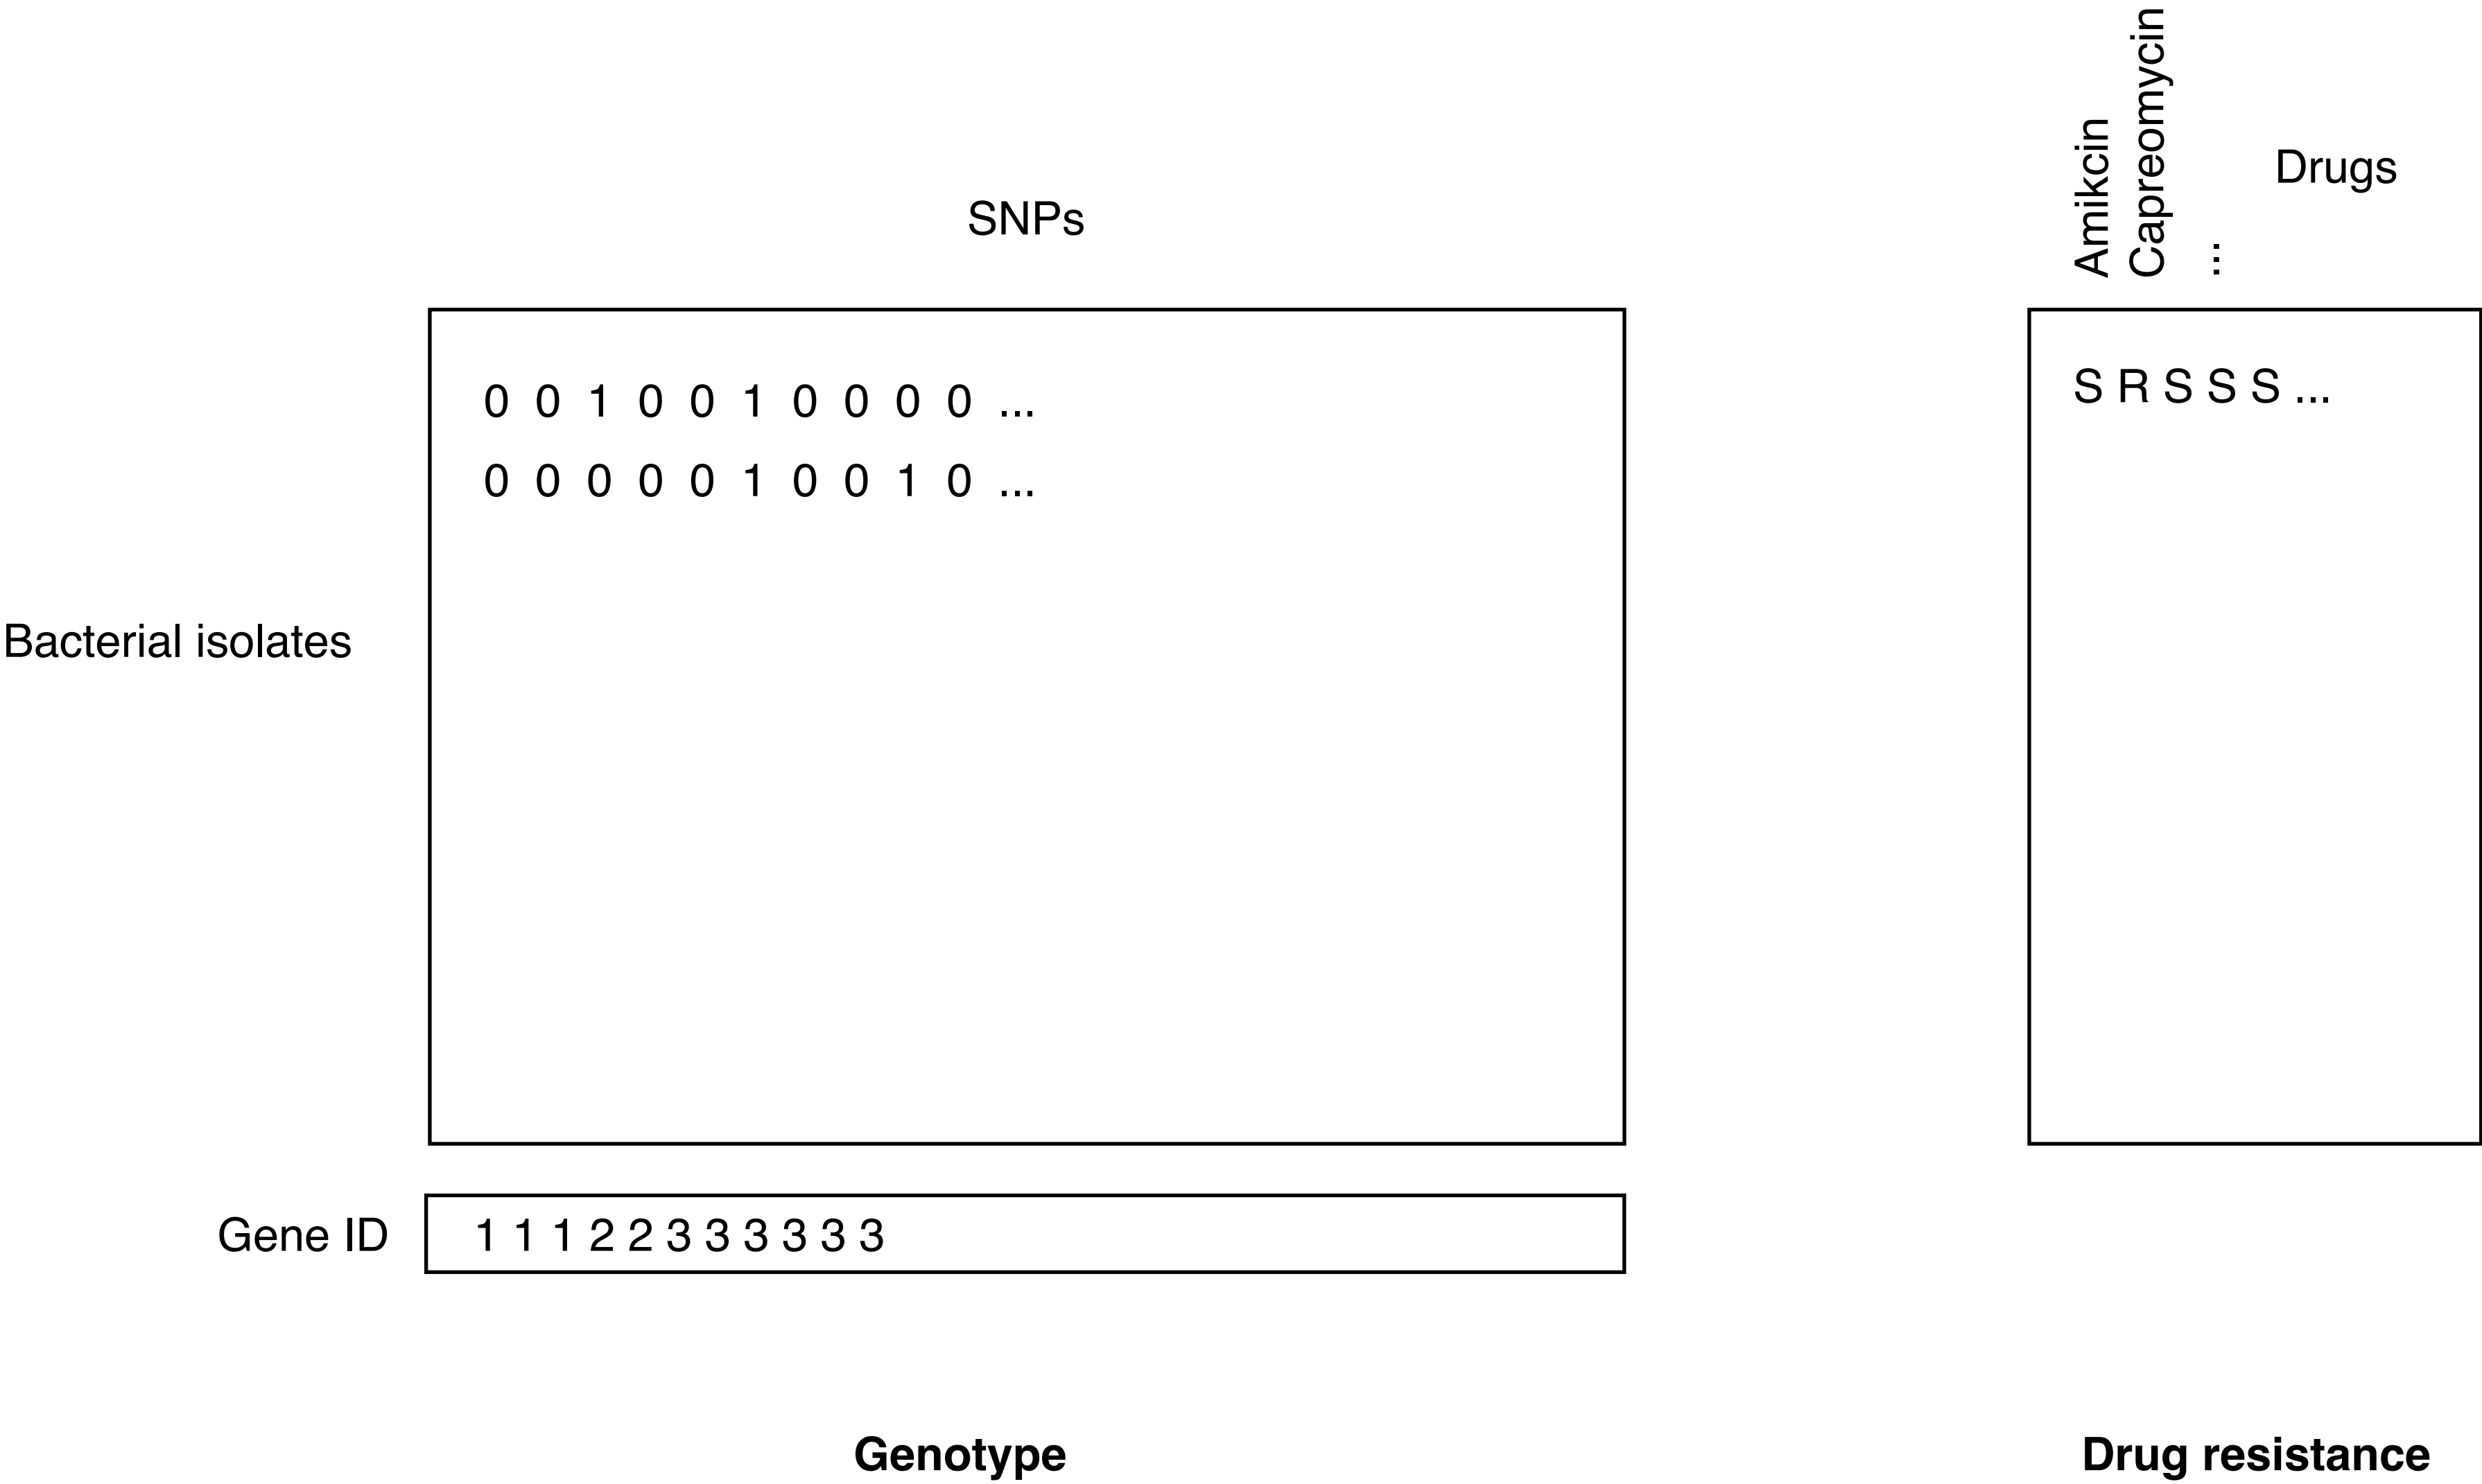 Amikcin
Capreomycin
...
Drugs
SNPs
0 0 1 0 0 1 0 0 0 0 ...
0 0 0 0 0 1 0 0 1 0 ...
S R S S S ...
Bacterial isolates
Gene ID
1 1 1 2 2 3 3 3 3 3 3
Genotype
Drug resistance